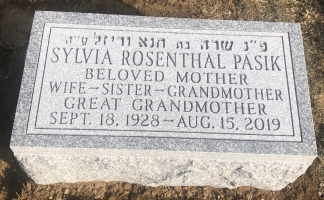 פ״נ שרה בת הנא וריזל ע״ה
SYLVIA ROSENTHAL PASIK
BELOVED MOTHER
WIFE – SISTER – GRANDMOTHER
GREAT GRANDMOTHER
SEPT. 18, 1928 – AUG. 15, 2019